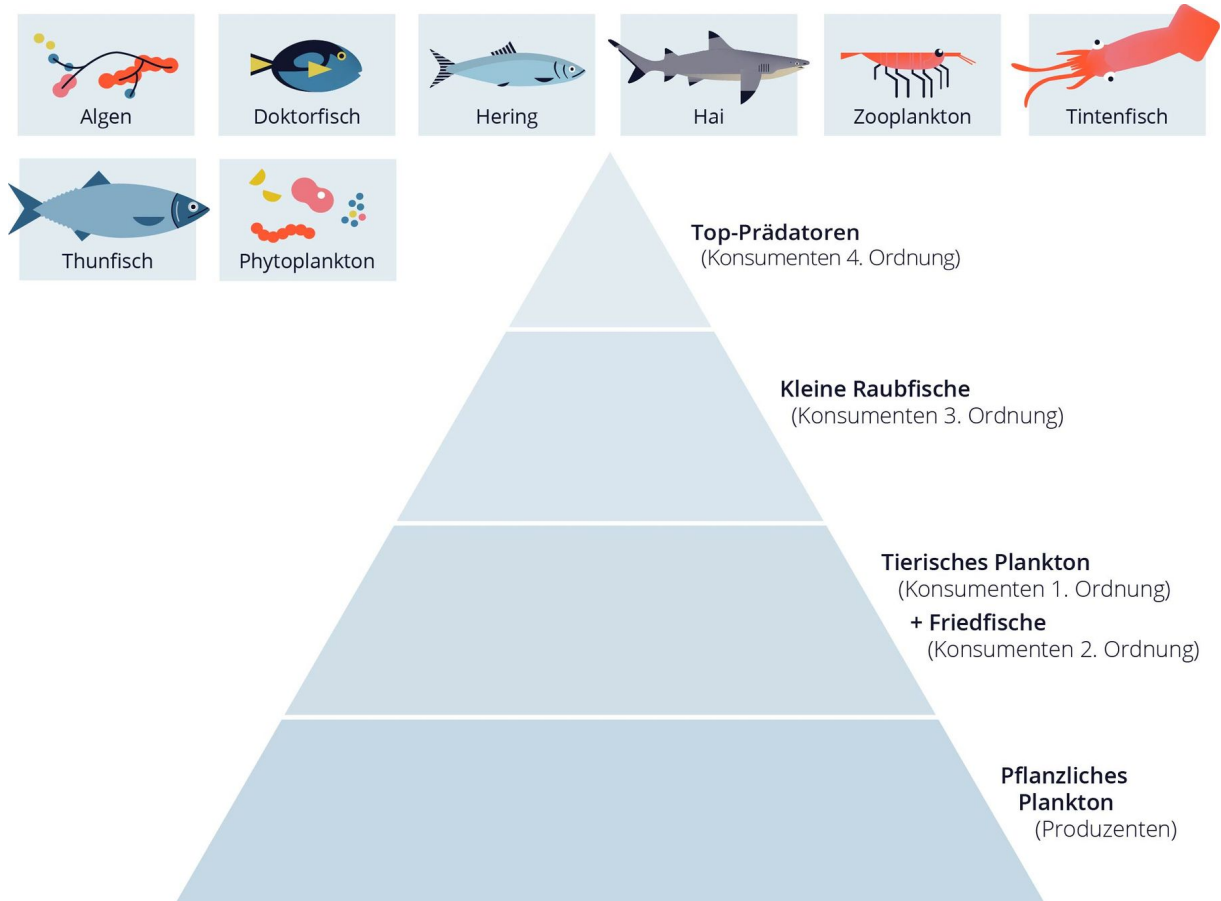 Algen
Doktorfisch
Hering
Hai
Zooplankton
Tintenfisch
Thunfisch
Phytoplankton
Top-Prädatoren
(Konsumenten 4. Ordnung)
Kleine Raubfische
(Konsumenten 3. Ordnung)
Tierisches Plankton
(Konsumenten 1. Ordnung)
+ Friedfische
(Konsumenten 2. Ordnung)
Pflanzliches
Plankton
(Produzenten)